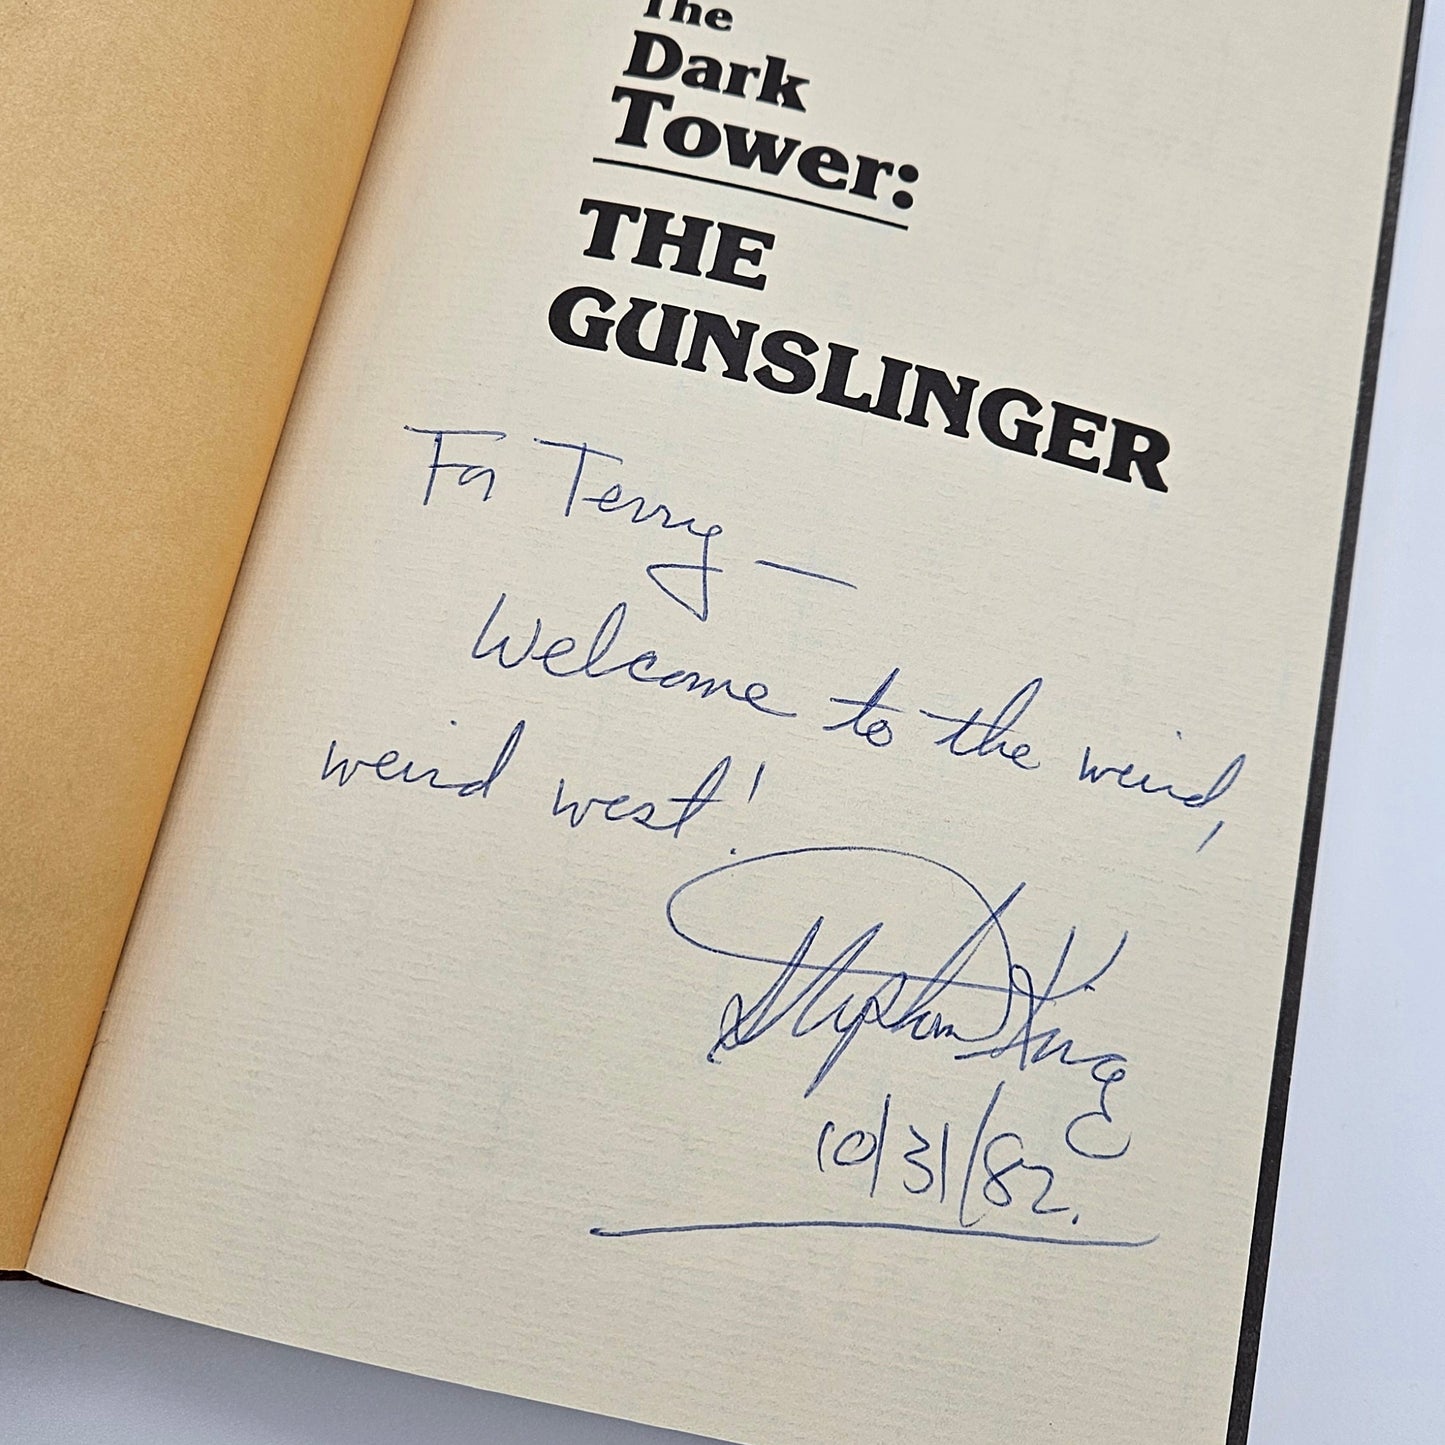 The
Dark
Tower:
THE
GUNSLINGER
For Terry —
Welcome to the weird,
weird west!
Stephen King
10/31/82.